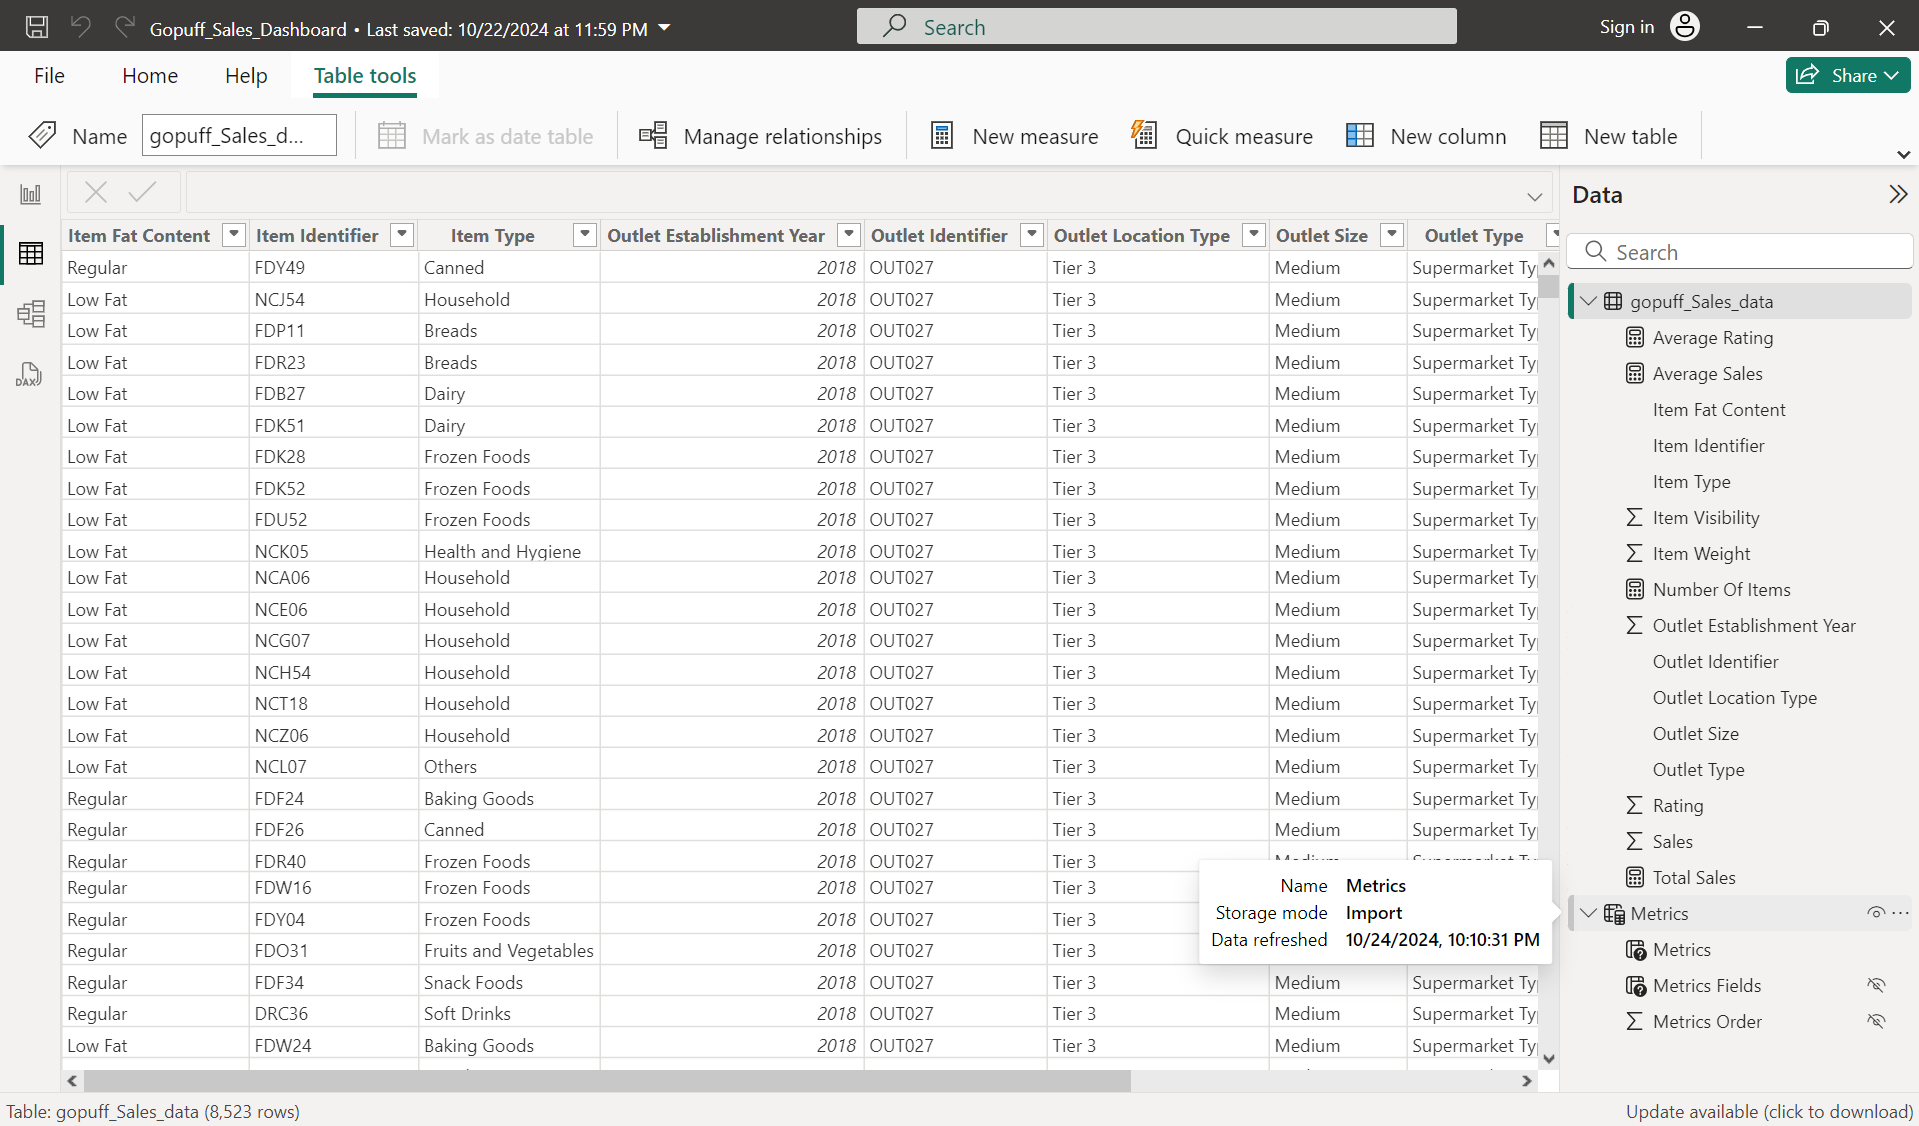 Gopuff_Sales_Dashboard • Last saved: 10/22/2024 at 11:59 PM
Search
Sign in
File Home Help Table tools
Share
Name gopuff_Sales_d... Mark as date table Manage relationships New measure Quick measure New column New table
Item Fat Content Item Identifier Item Type Outlet Establishment Year Outlet Identifier Outlet Location Type Outlet Size Outlet Type
Regular FDY49 Canned 2018 OUT027 Tier 3 Medium Supermarket Ty
Low Fat NCJ54 Household 2018 OUT027 Tier 3 Medium Supermarket Ty
Low Fat FDP11 Breads 2018 OUT027 Tier 3 Medium Supermarket Ty
Low Fat FDR23 Breads 2018 OUT027 Tier 3 Medium Supermarket Ty
Low Fat FDB27 Dairy 2018 OUT027 Tier 3 Medium Supermarket Ty
Low Fat FDK51 Dairy 2018 OUT027 Tier 3 Medium Supermarket Ty
Low Fat FDK28 Frozen Foods 2018 OUT027 Tier 3 Medium Supermarket Ty
Low Fat FDK52 Frozen Foods 2018 OUT027 Tier 3 Medium Supermarket Ty
Low Fat FDU52 Frozen Foods 2018 OUT027 Tier 3 Medium Supermarket Ty
Low Fat NCK05 Health and Hygiene 2018 OUT027 Tier 3 Medium Supermarket Ty
Low Fat NCA06 Household 2018 OUT027 Tier 3 Medium Supermarket Ty
Low Fat NCE06 Household 2018 OUT027 Tier 3 Medium Supermarket Ty
Low Fat NCG07 Household 2018 OUT027 Tier 3 Medium Supermarket Ty
Low Fat NCH54 Household 2018 OUT027 Tier 3 Medium Supermarket Ty
Low Fat NCT18 Household 2018 OUT027 Tier 3 Medium Supermarket Ty
Low Fat NCZ06 Household 2018 OUT027 Tier 3 Medium Supermarket Ty
Low Fat NCL07 Others 2018 OUT027 Tier 3 Medium Supermarket Ty
Regular FDF24 Baking Goods 2018 OUT027 Tier 3 Medium Supermarket Ty
Regular FDF26 Canned 2018 OUT027 Tier 3 Medium Supermarket Ty
Regular FDR40 Frozen Foods 2018 OUT027 Tier 3
Regular FDW16 Frozen Foods 2018 OUT027 Tier 3
Regular FDY04 Frozen Foods 2018 OUT027 Tier 3
Regular FDO31 Fruits and Vegetables 2018 OUT027 Tier 3
Regular FDF34 Snack Foods 2018 OUT027 Tier 3 Medium Supermarket Ty
Regular DRC36 Soft Drinks 2018 OUT027 Tier 3 Medium Supermarket Ty
Low Fat FDW24 Baking Goods 2018 OUT027 Tier 3 Medium Supermarket Ty
Name Metrics
Storage mode Import
Data refreshed 10/24/2024, 10:10:31 PM
Data
Search
gopuff_Sales_data
Average Rating
Average Sales
Item Fat Content
Item Identifier
Item Type
Item Visibility
Item Weight
Number Of Items
Outlet Establishment Year
Outlet Identifier
Outlet Location Type
Outlet Size
Outlet Type
Rating
Sales
Total Sales
Metrics
Metrics
Metrics Fields
Metrics Order
DAX
Table: gopuff_Sales_data (8,523 rows)
Update available (click to download)